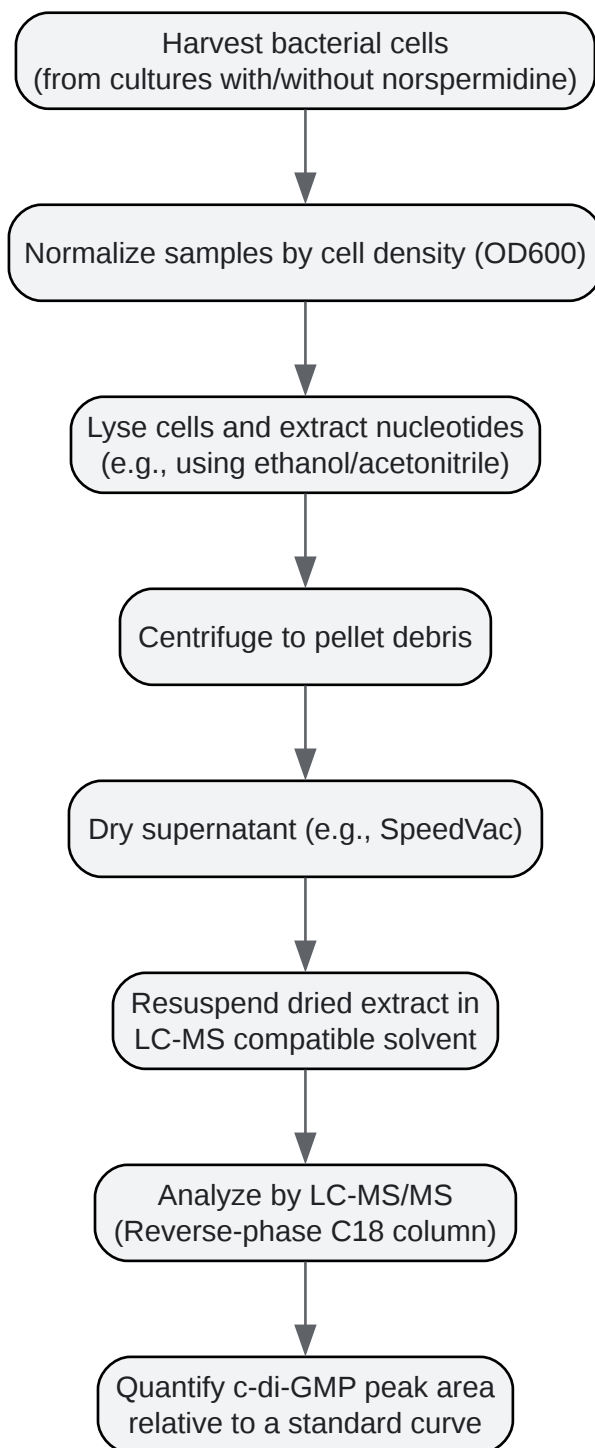 Harvest bacterial cells
(from cultures with/without norspermidine)
Normalize samples by cell density (OD600)
Lyse cells and extract nucleotides
(e.g., using ethanol/acetonitrile)
Centrifuge to pellet debris
Dry supernatant (e.g., SpeedVac)
Resuspend dried extract in
LC-MS compatible solvent
Analyze by LC-MS/MS
(Reverse-phase C18 column)
Quantify c-di-GMP peak area
relative to a standard curve